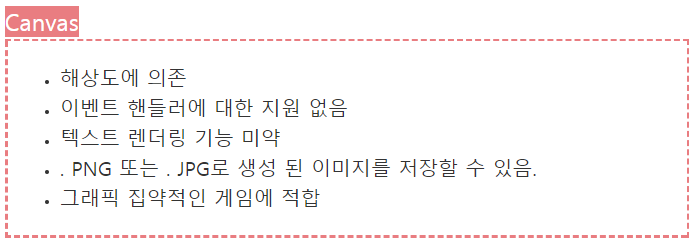 Canvas
• 해상도에 의존
• 이벤트 핸들러에 대한 지원 없음
• 텍스트 렌더링 기능 미약
• . PNG 또는 . JPG로 생성 된 이미지를 저장할 수 있음.
• 그래픽 집약적인 게임에 적합